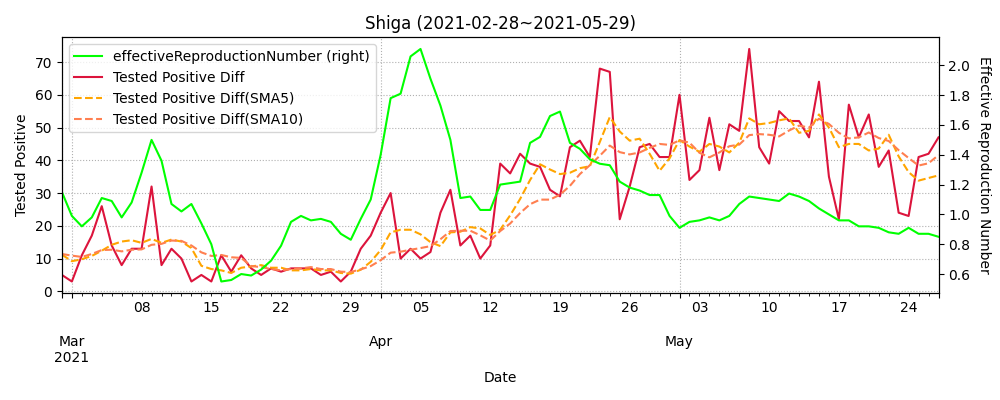 Shiga (2021-02-28~2021-05-29)
effectiveReproductionNumber (right)
Tested Positive Diff
Tested Positive Diff(SMA5)
Tested Positive Diff(SMA10)
Tested Positive
70
60
50
40
30
20
10
0
2.0
1.8
1.6
1.4
1.2
1.0
0.8
0.6
Effective Reproduction Number
08 15 22 29 05 12 19 26 03 10 17 24
Mar Apr May
2021
Date